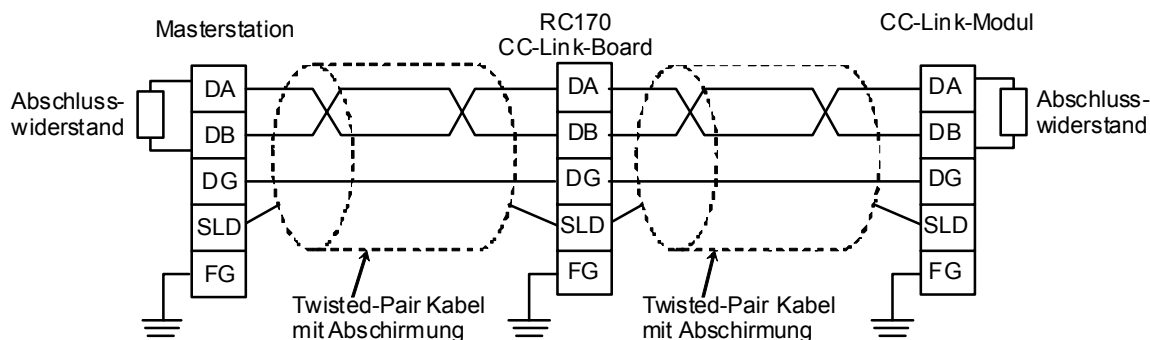 Masterstation
RC170
CC-Link-Board
CC-Link-Modul
Abschluss-
widerstand
DA
DB
DG
SLD
FG
DA
DB
DG
SLD
FG
DA
DB
DG
SLD
FG
Abschluss-
widerstand
Twisted-Pair Kabel
mit Abschirmung
Twisted-Pair Kabel
mit Abschirmung